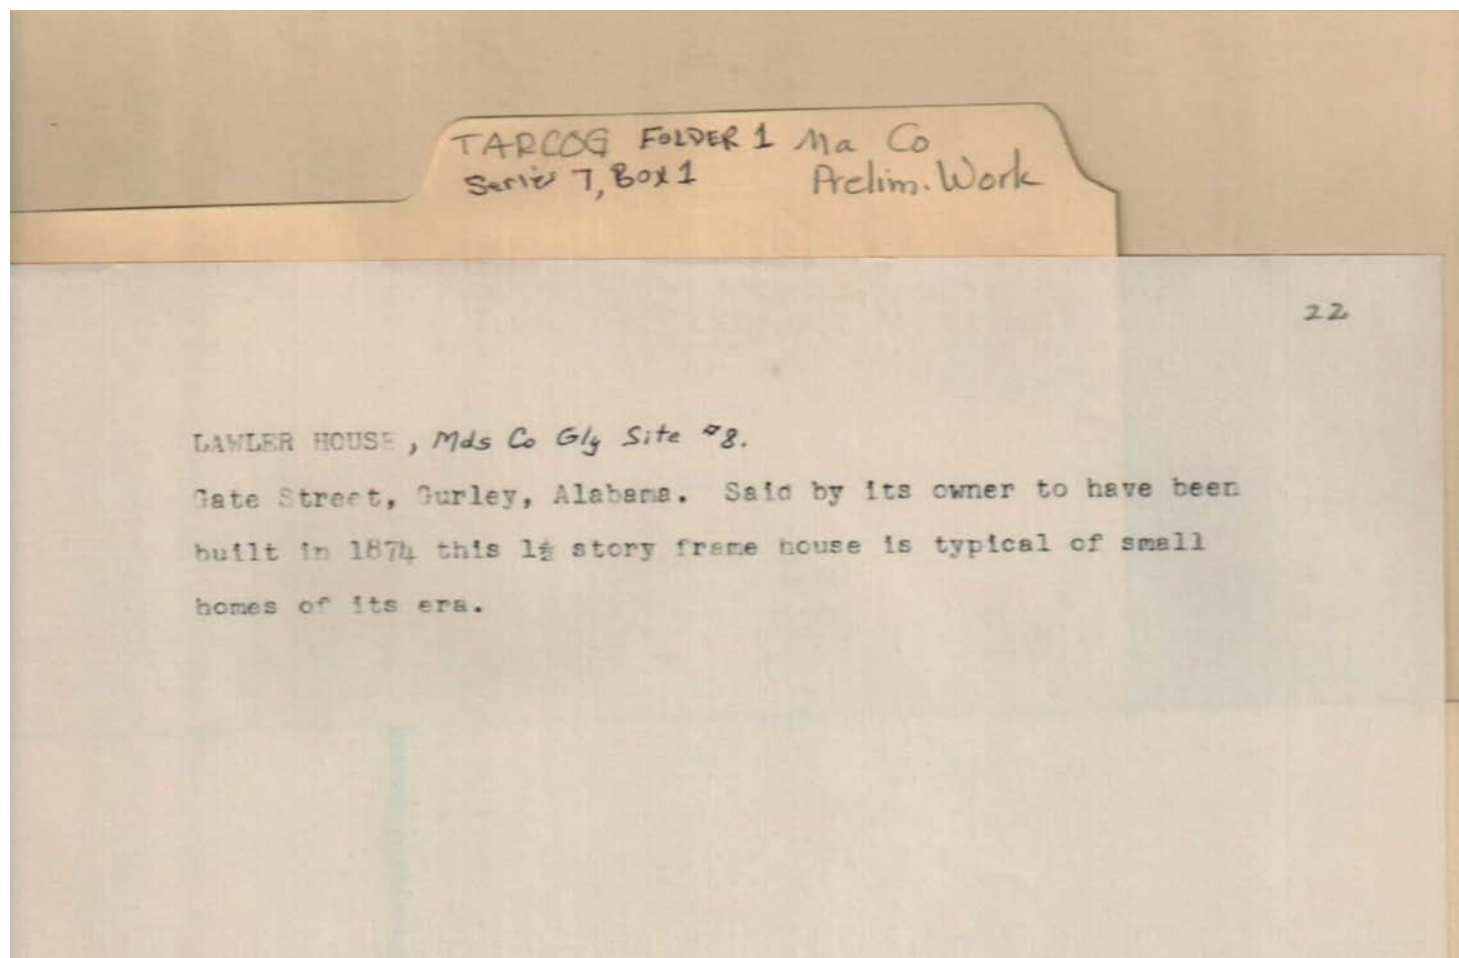 TARCOG FOLDER 1 Ma Co
Series 7, Box 1 Prelim. Work
22
LAWLER HOUSE, Mds Co Gly Site #8.
Gate Street, Gurley, Alabama. Said by its owner to have been
built in 1874 this 1½ story frame house is typical of small
homes of its era.